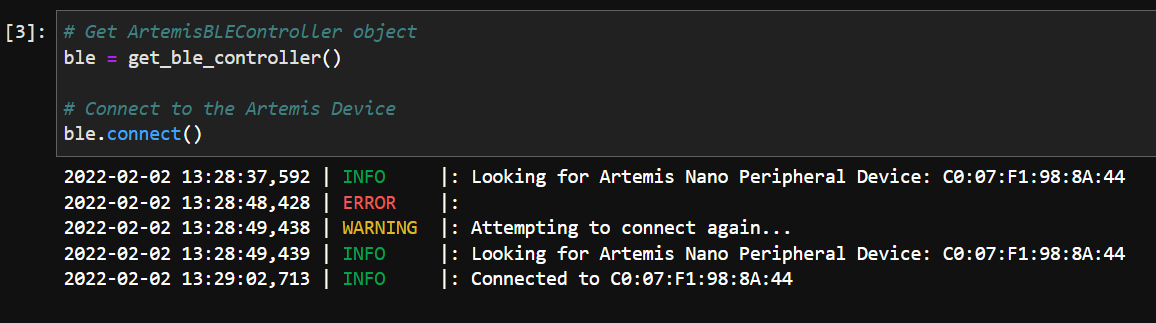 [3]: # Get ArtemisBLEController object
ble = get_ble_controller()
# Connect to the Artemis Device
ble.connect()
2022-02-02 13:28:37,592 | INFO     |: Looking for Artemis Nano Peripheral Device: C0:07:F1:98:8A:44
2022-02-02 13:28:48,428 | ERROR    |:
2022-02-02 13:28:49,438 | WARNING  |: Attempting to connect again...
2022-02-02 13:28:49,439 | INFO     |: Looking for Artemis Nano Peripheral Device: C0:07:F1:98:8A:44
2022-02-02 13:29:02,713 | INFO     |: Connected to C0:07:F1:98:8A:44